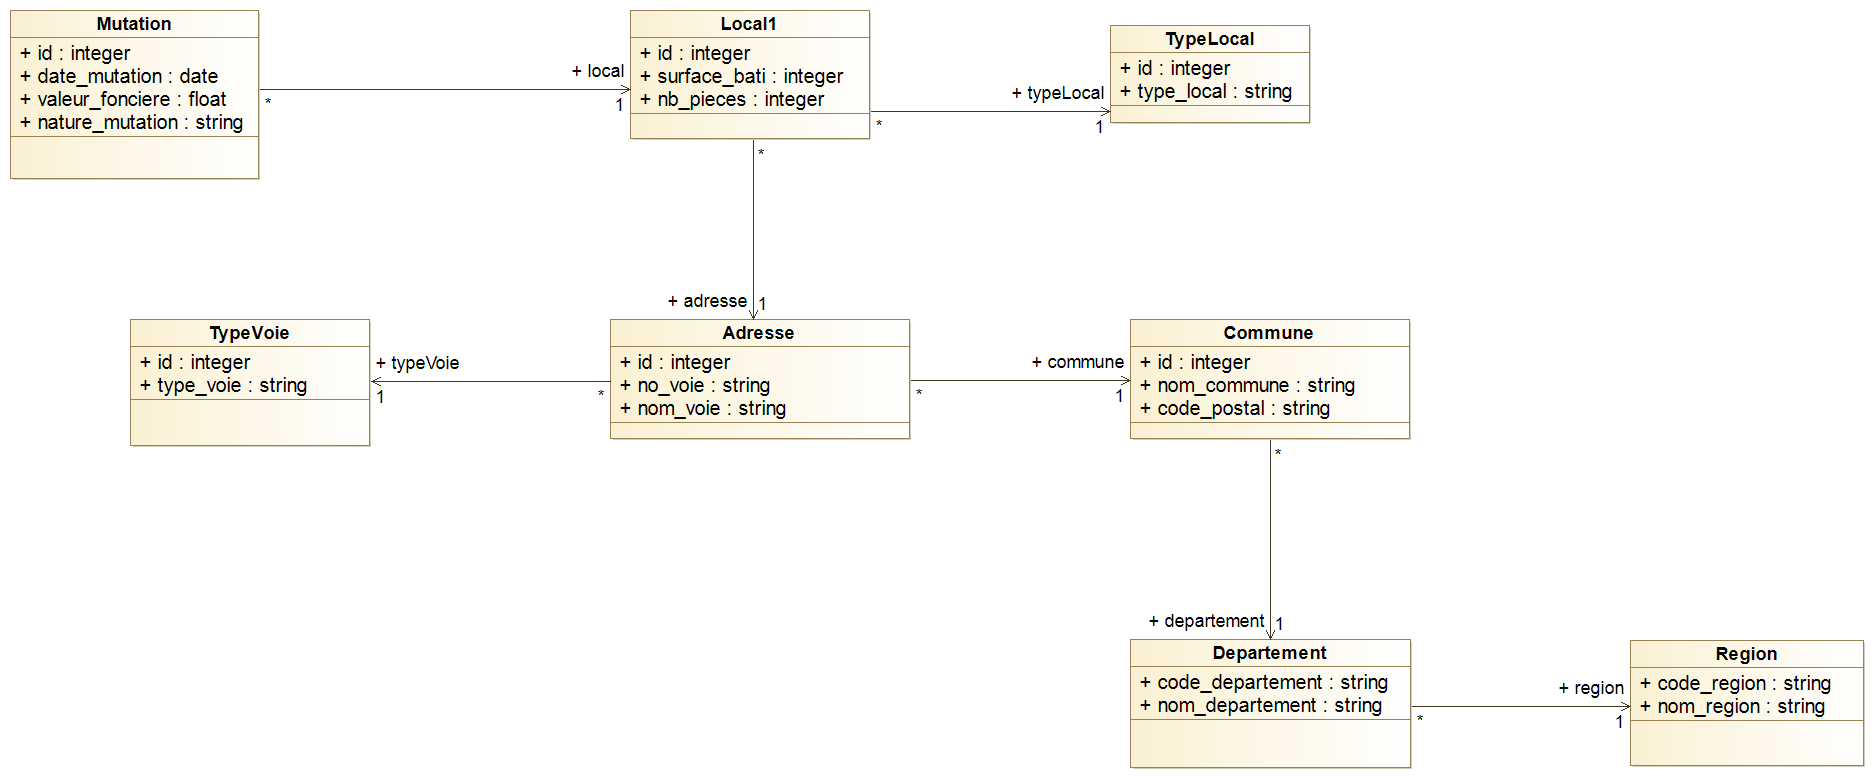 Mutation
+ id : integer
+ date_mutation : date
+ valeur_fonciere : float
+ nature_mutation : string
*
+ local
1
Local1
+ id : integer
+ surface_bati : integer
+ nb_pieces : integer
*
+ typeLocal
1
TypeLocal
+ id : integer
+ type_local : string
*
+ adresse
1
TypeVoie
+ id : integer
+ type_voie : string
+ typeVoie
1
*
Adresse
+ id : integer
+ no_voie : string
+ nom_voie : string
*
+ commune
1
Commune
+ id : integer
+ nom_commune : string
+ code_postal : string
*
+ departement
1
Departement
+ code_departement : string
+ nom_departement : string
*
+ region
1
Region
+ code_region : string
+ nom_region : string